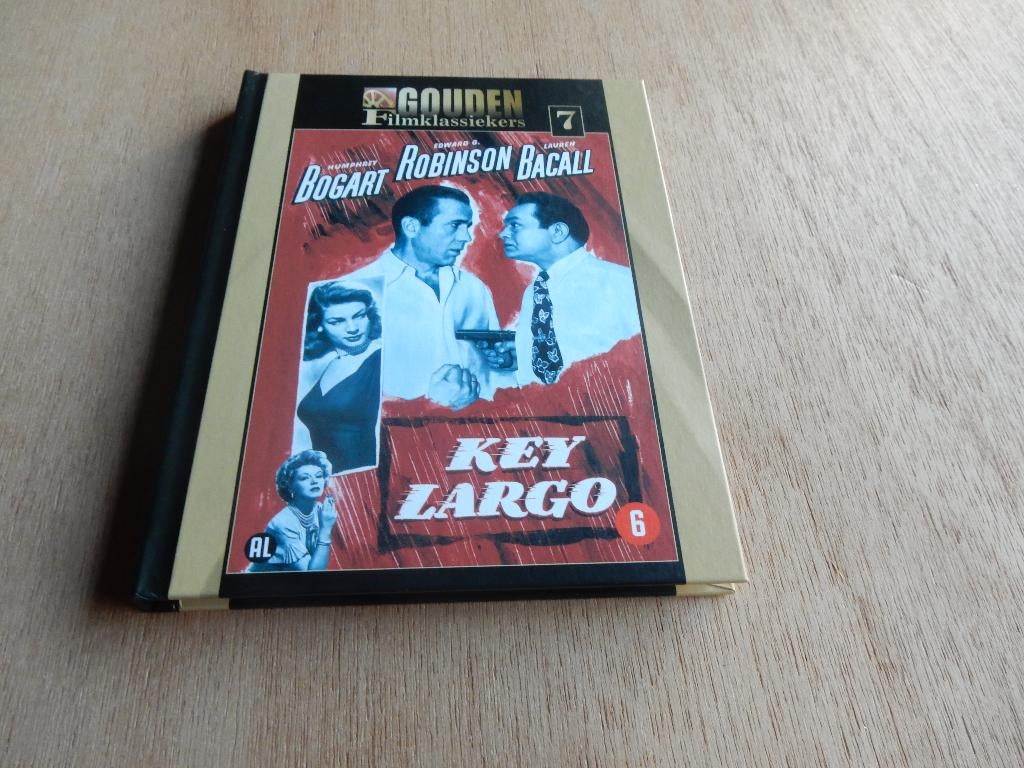 GOUDEN
Filmklassiekers
7
HUMPHREY BOGART
EDWARD G. ROBINSON
LAUREN BACALL
KEY
LARGO
AL
6